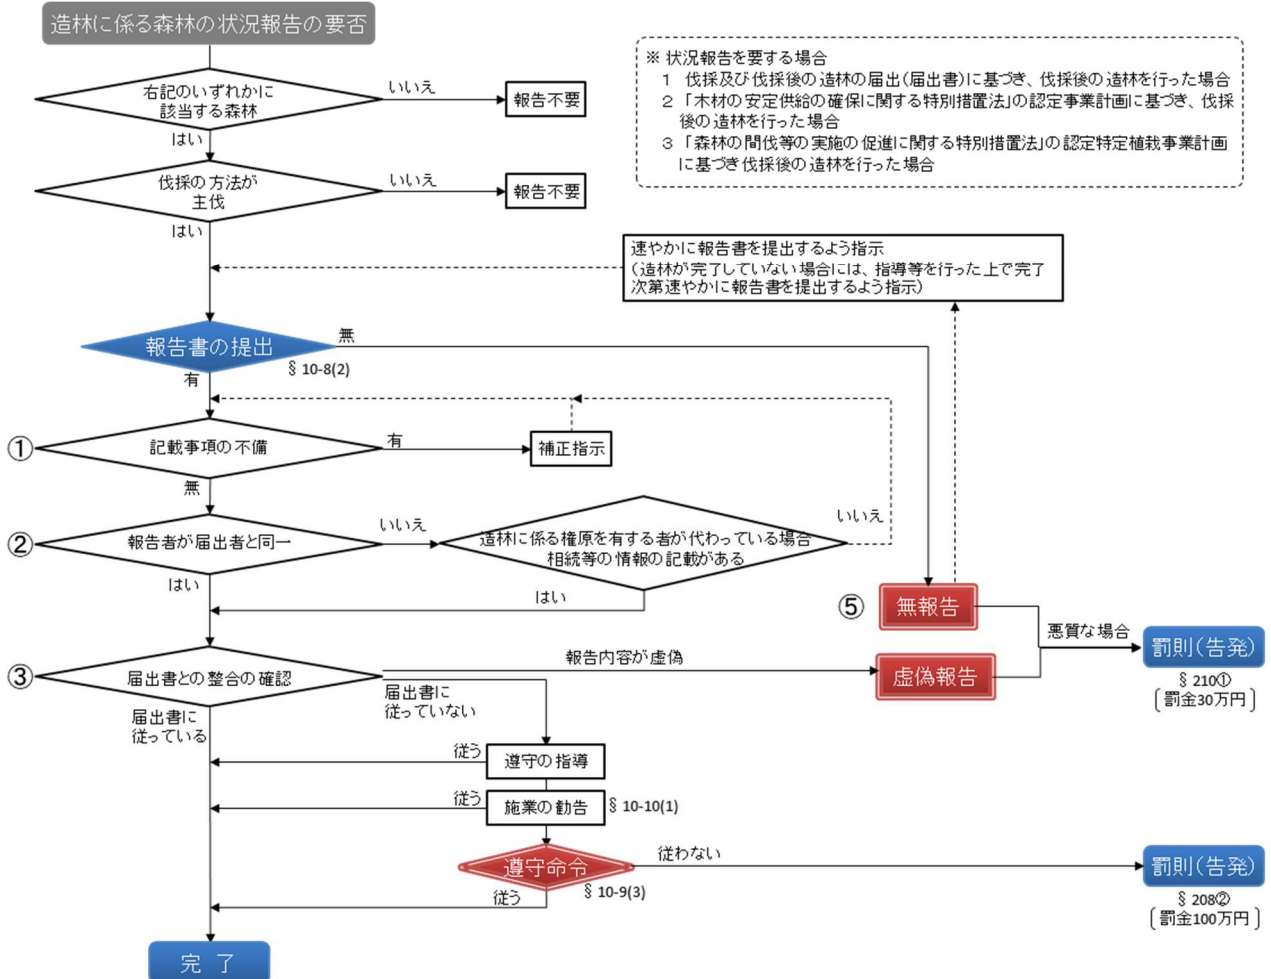 造林に係る森林の状況報告の要否
※ 状況報告を要する場合
1 伐採及び伐採後の造林の届出(届出書)に基づき、伐採後の造林を行った場合
2 「木材の安定供給の確保に関する特別措置法」の認定事業計画に基づき、伐採
後の造林を行った場合
3 「森林の間伐等の実施の促進に関する特別措置法」の認定特定植栽事業計画
に基づき伐採後の造林を行った場合
右記のいずれかに
該当する森林
いいえ
報告不要
はい
伐採の方法が
主伐
いいえ
報告不要
はい
速やかに報告書を提出するよう指示
(造林が完了していない場合には、指導等を行った上で完了
次第速やかに報告書を提出するよう指示)
報告書の提出
無
§ 10-8(2)
有
①
記載事項の不備
有
補正指示
無
②
報告者が届出者と同一
いいえ
造林に係る権原を有する者が代わっている場合
相続等の情報の記載がある
いいえ
はい
はい
⑤
無報告
悪質な場合
罰則(告発)
§ 210①
〔罰金30万円〕
③
届出書との整合の確認
報告内容が虚偽
虚偽報告
届出書に
従っていない
届出書に
従っている
従う
遵守の指導
従う
施業の勧告
§ 10-10(1)
遵守命令
従わない
§ 10-9(3)
従う
罰則(告発)
§ 208②
〔罰金100万円〕
完 了